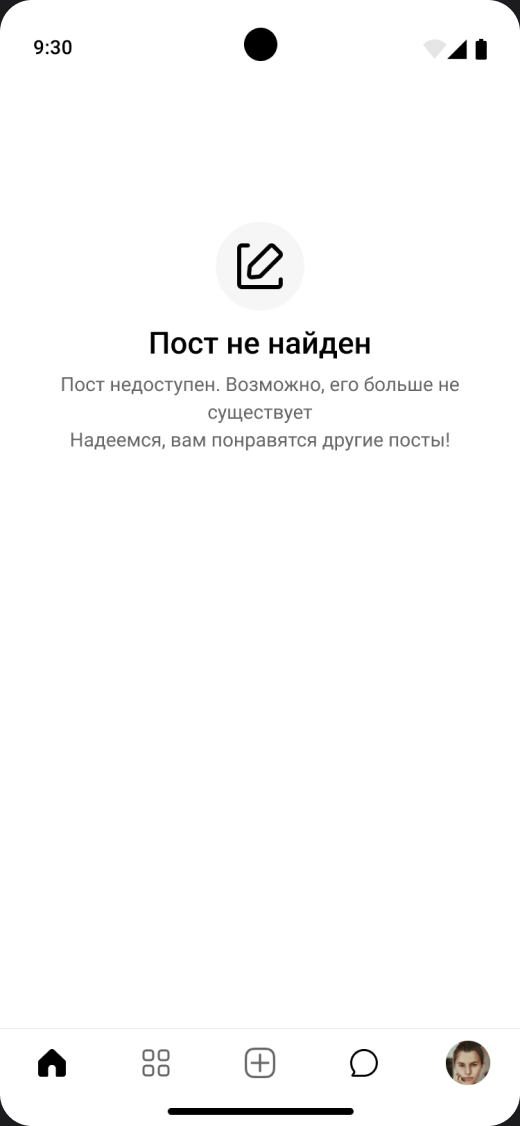 9:30
Пост не найден
Пост недоступен. Возможно, его больше не
существует
Надеемся, вам понравятся другие посты!